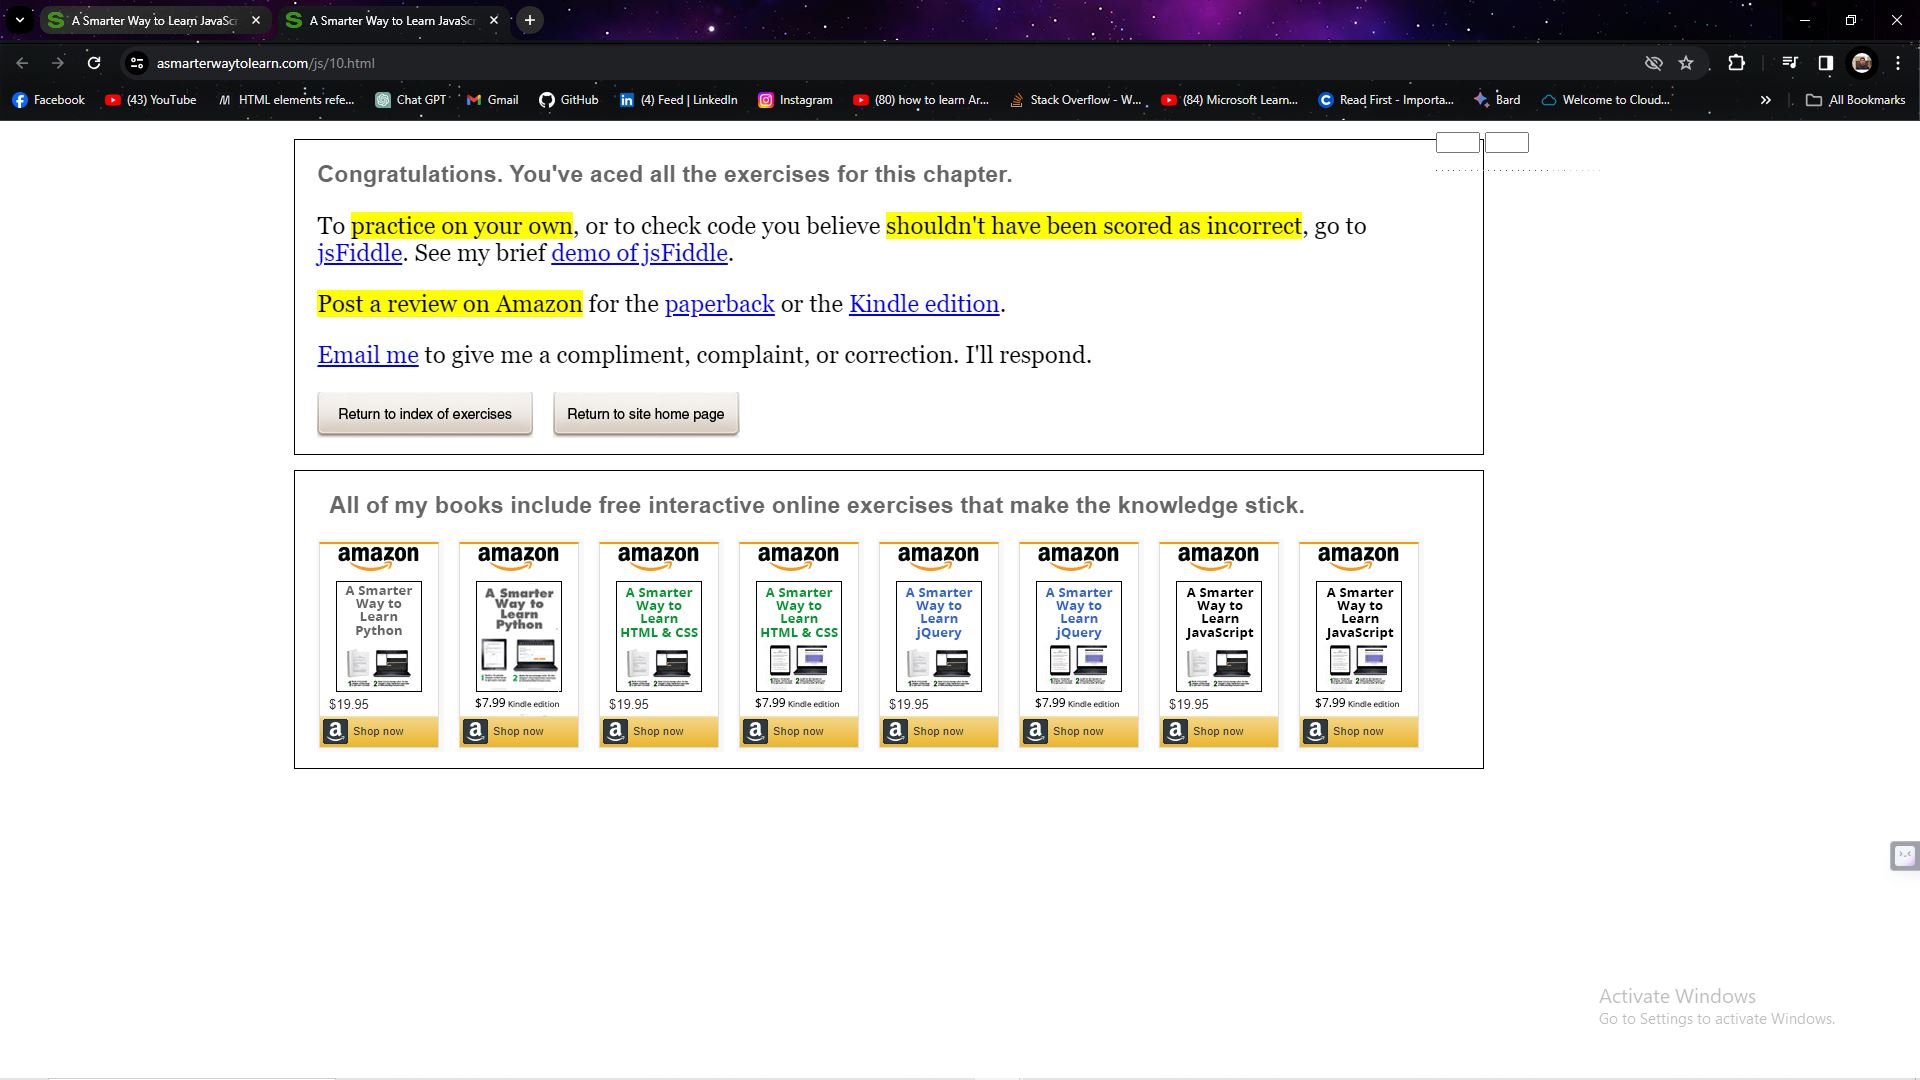 A Smarter Way to Learn JavaSc
A Smarter Way to Learn JavaSc
asmarterwaytolearn.com/js/10.html
Facebook (43) YouTube HTML elements refe... Chat GPT Gmail GitHub (4) Feed | LinkedIn Instagram (80) how to learn Ar... Stack Overflow - W... (84) Microsoft Learn... Read First - Importa... Bard Welcome to Cloud... All Bookmarks
Congratulations. You've aced all the exercises for this chapter.
To practice on your own, or to check code you believe shouldn't have been scored as incorrect, go to
jsFiddle. See my brief demo of jsFiddle.
Post a review on Amazon for the paperback or the Kindle edition.
Email me to give me a compliment, complaint, or correction. I'll respond.
Return to index of exercises
Return to site home page
All of my books include free interactive online exercises that make the knowledge stick.
amazon
A Smarter
Way to
Learn
Python
$19.95
Shop now
amazon
A Smarter
Way to
Learn
Python
$7.99 Kindle edition
Shop now
amazon
A Smarter
Way to
Learn
HTML & CSS
$19.95
Shop now
amazon
A Smarter
Way to
Learn
HTML & CSS
$7.99 Kindle edition
Shop now
amazon
A Smarter
Way to
Learn
jQuery
$19.95
Shop now
amazon
A Smarter
Way to
Learn
jQuery
$7.99 Kindle edition
Shop now
amazon
A Smarter
Way to
Learn
JavaScript
$19.95
Shop now
amazon
A Smarter
Way to
Learn
JavaScript
$7.99 Kindle edition
Shop now
Activate Windows
Go to Settings to activate Windows.